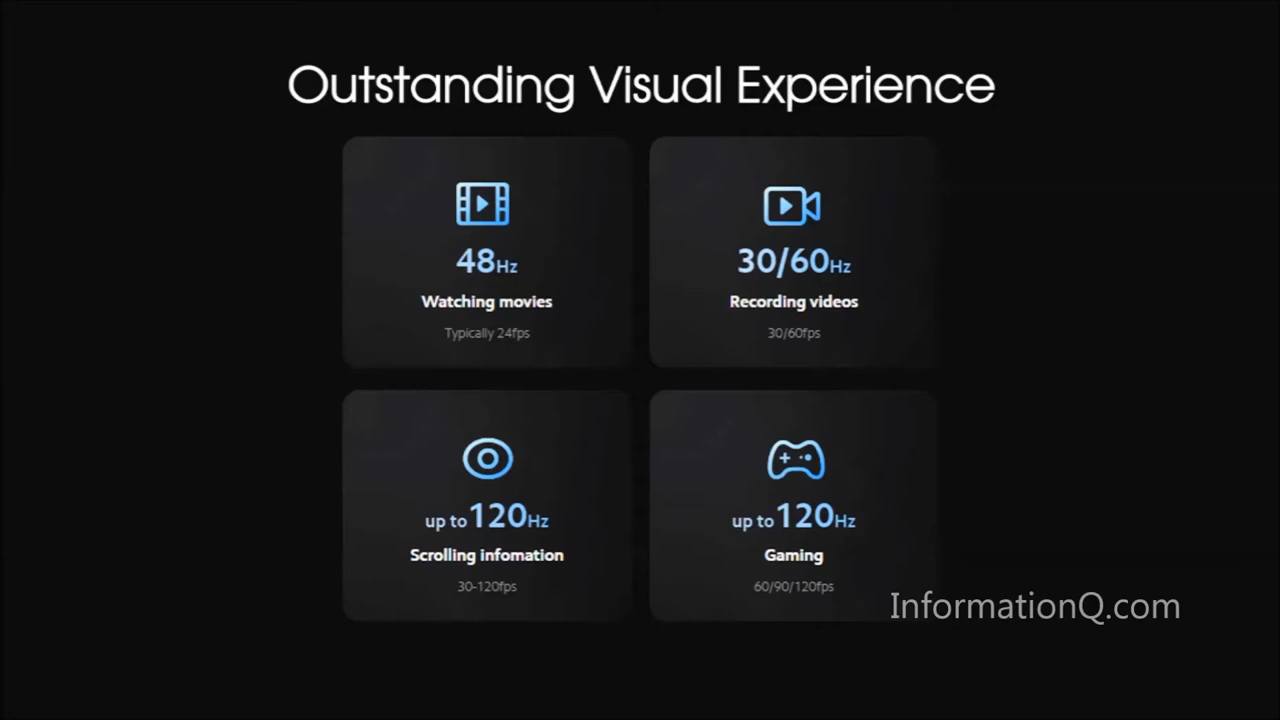 Outstanding Visual Experience
48Hz
Watching movies
Typically 24fps
30/60Hz
Recording videos
30/60fps
up to 120Hz
Scrolling infomation
30-120fps
up to 120Hz
Gaming
60/90/120fps
InformationQ.com